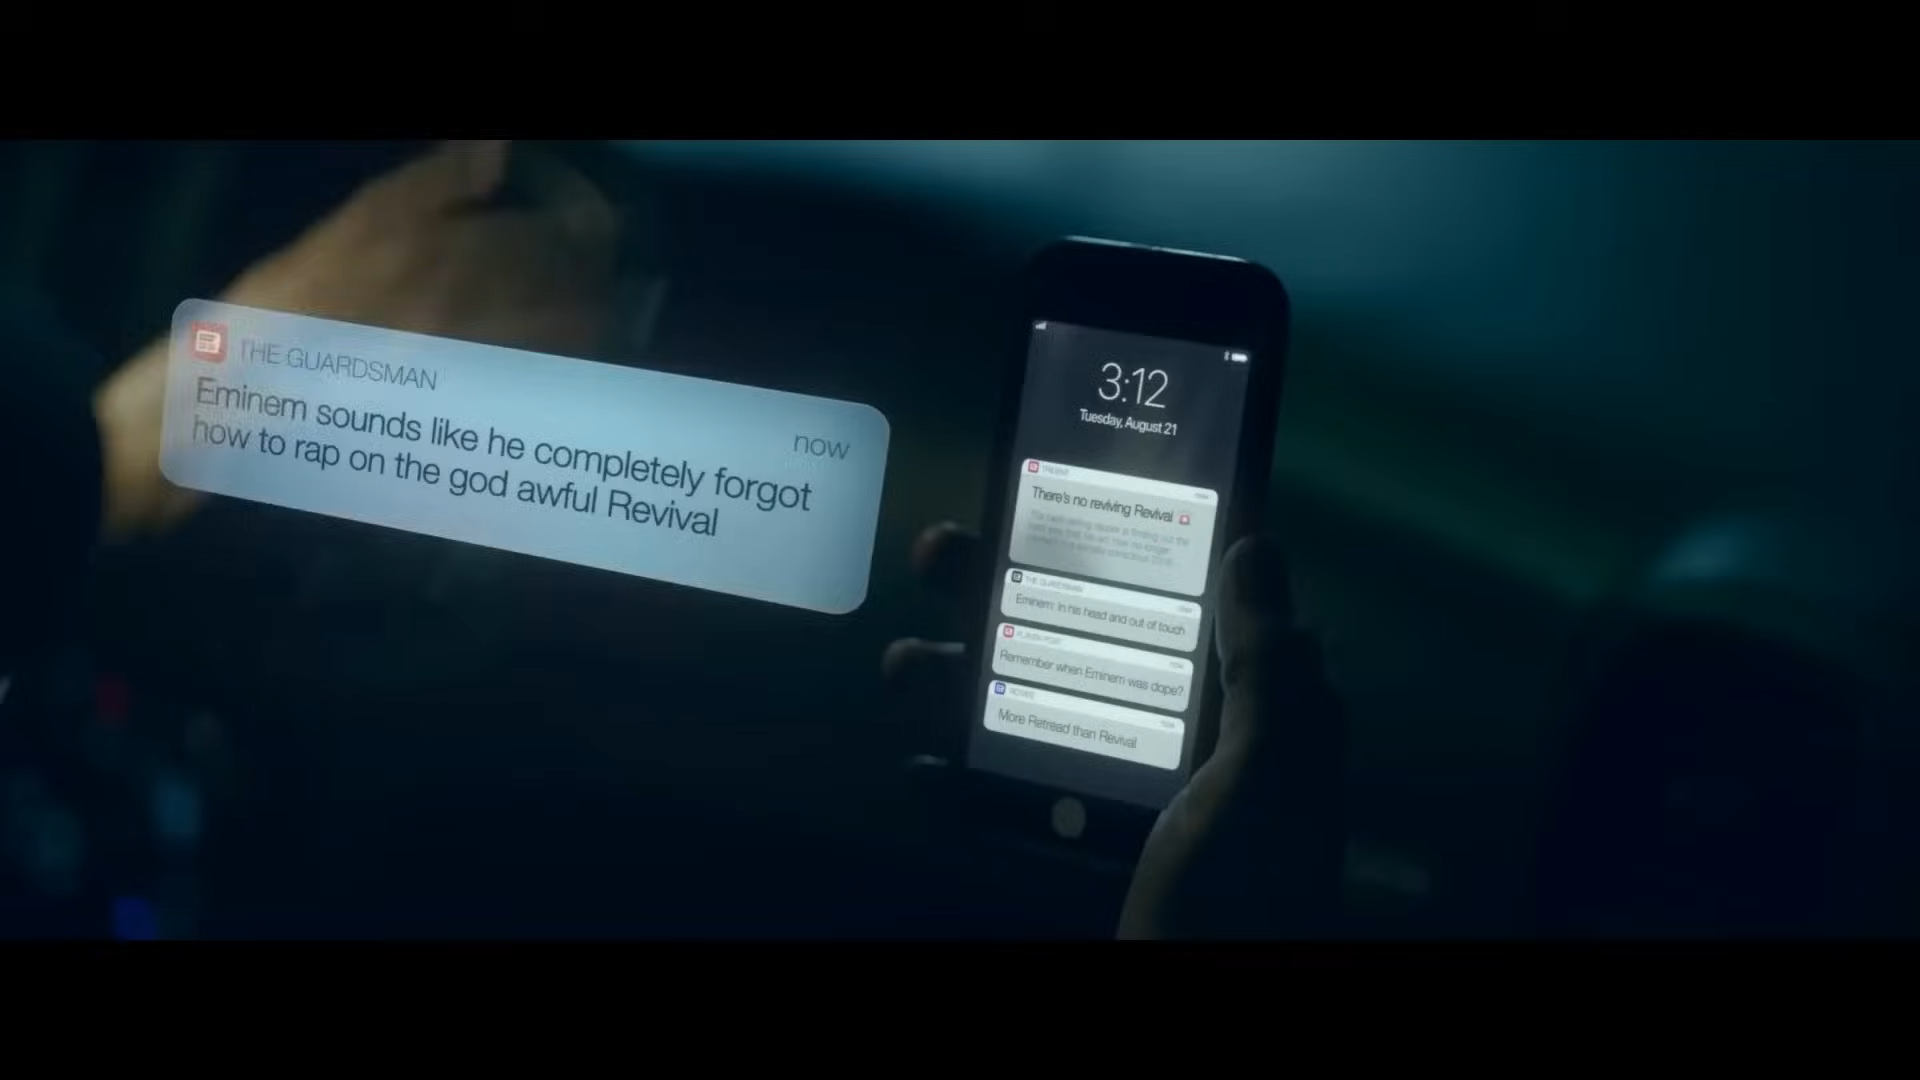 THE GUARDSMAN
now
Eminem sounds like he completely forgot
how to rap on the god awful Revival
3:12
Tuesday, August 21
There's no reviving Revival
THE GUARDSMAN
Eminem: In his head and out of touch
Remember when Eminem was dope?
More Retread than Revival